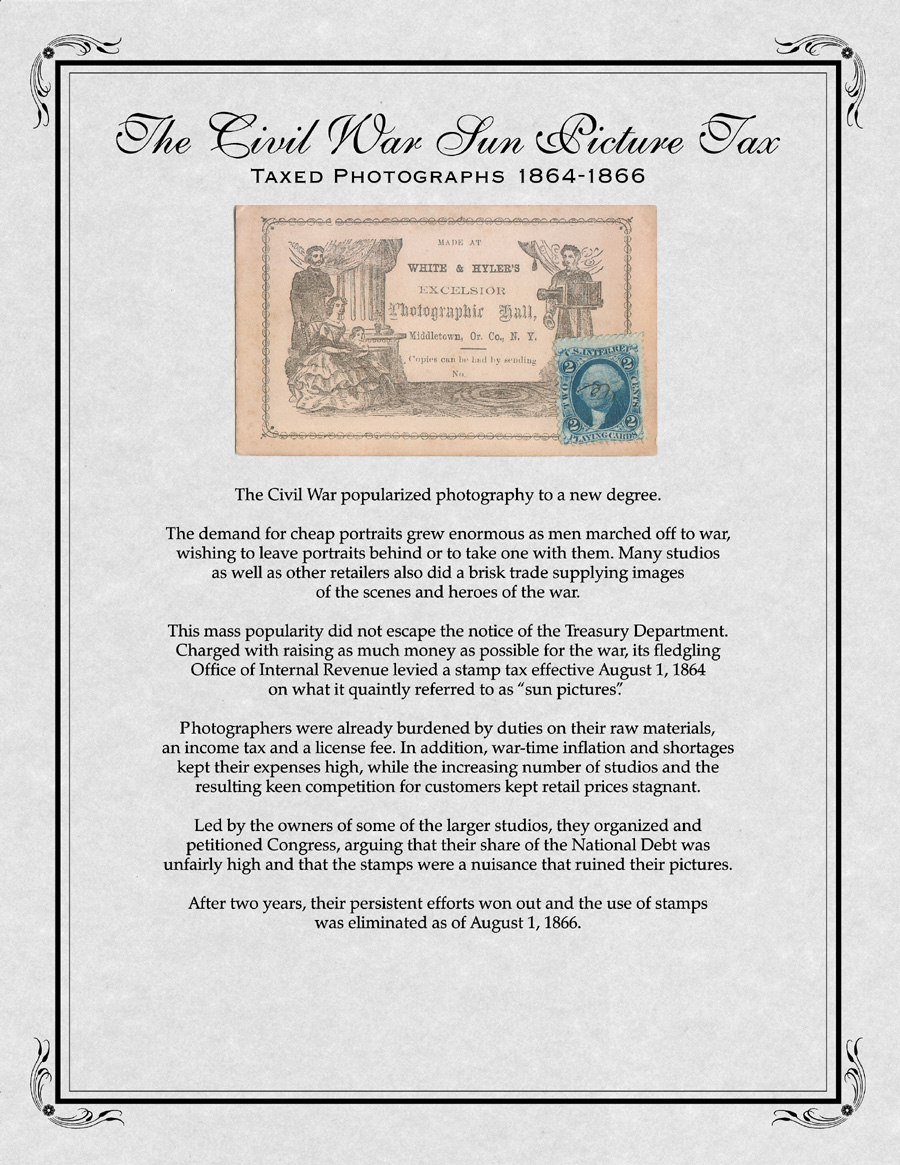 The Civil War Sun Picture Tax
TAXED PHOTOGRAPHS 1864-1866
MADE AT
WHITE & HYLER'S
EXCELSIOR
Photographic Hall,
Middletown, Or. Co., N. Y.
Copies can be had by sending
No.
U.S. INTER. REV.
2 2
TWO CENTS
2 2
PLAYING CARDS
The Civil War popularized photography to a new degree.
The demand for cheap portraits grew enormous as men marched off to war,
wishing to leave portraits behind or to take one with them. Many studios
as well as other retailers also did a brisk trade supplying images
of the scenes and heroes of the war.
This mass popularity did not escape the notice of the Treasury Department.
Charged with raising as much money as possible for the war, its fledgling
Office of Internal Revenue levied a stamp tax effective August 1, 1864
on what it quaintly referred to as “sun pictures”.
Photographers were already burdened by duties on their raw materials,
an income tax and a license fee. In addition, war-time inflation and shortages
kept their expenses high, while the increasing number of studios and the
resulting keen competition for customers kept retail prices stagnant.
Led by the owners of some of the larger studios, they organized and
petitioned Congress, arguing that their share of the National Debt was
unfairly high and that the stamps were a nuisance that ruined their pictures.
After two years, their persistent efforts won out and the use of stamps
was eliminated as of August 1, 1866.